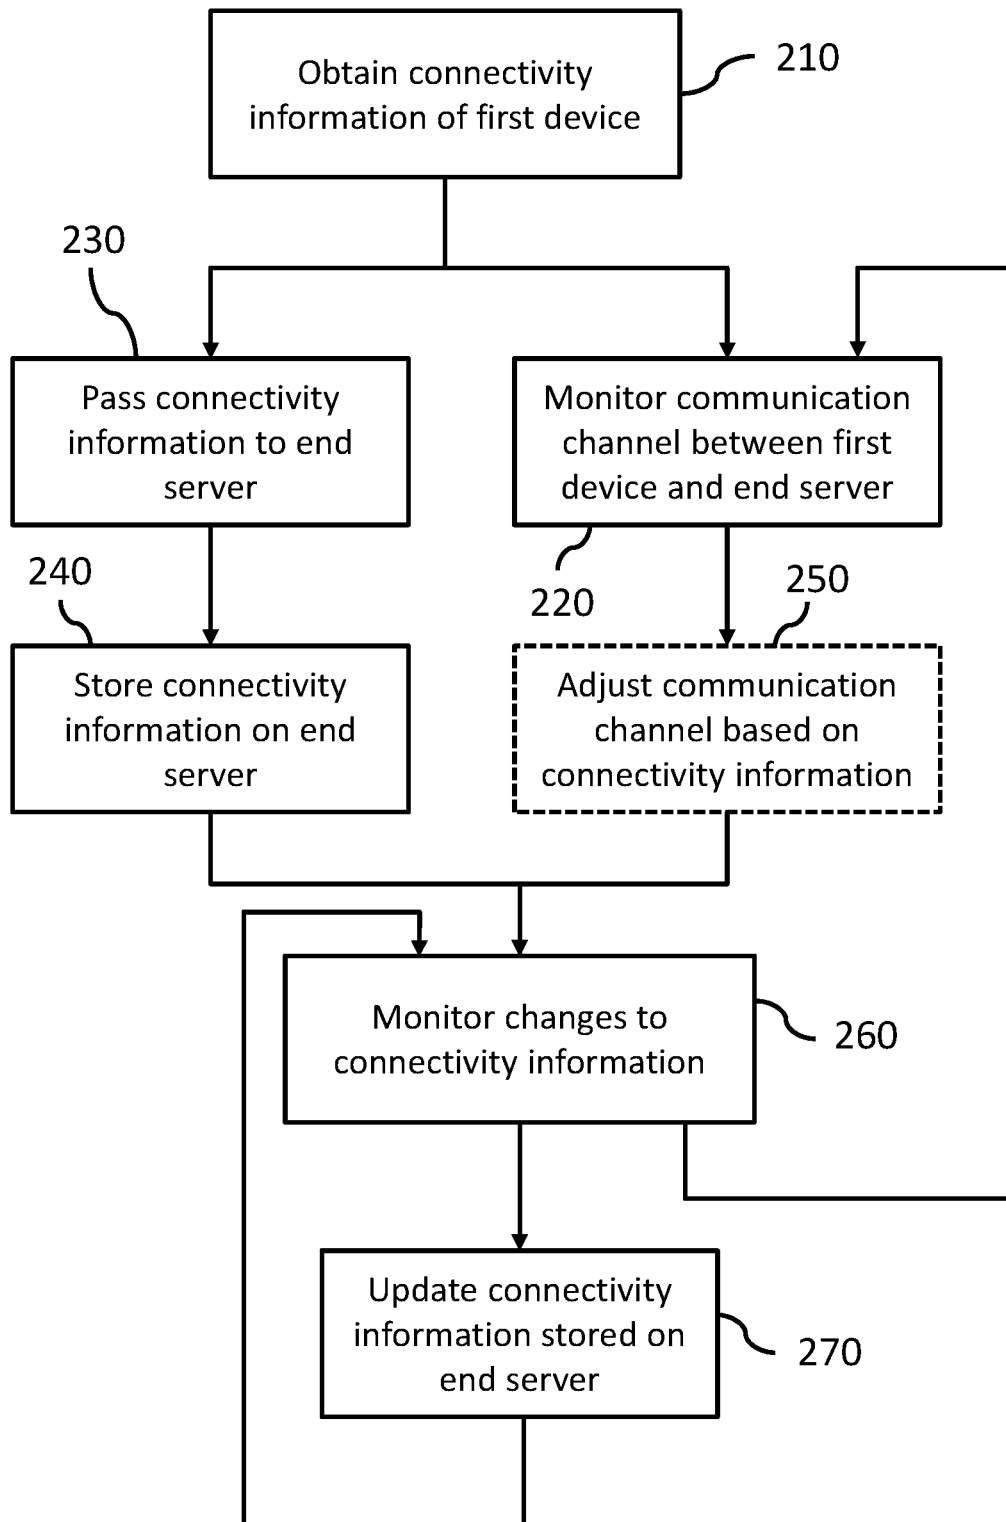 Obtain connectivity
information of first device
210
230
Pass connectivity
information to end
server
Monitor communication
channel between first
device and end server
220
240
Store connectivity
information on end
server
250
Adjust communication
channel based on
connectivity information
Monitor changes to
connectivity information
260
Update connectivity
information stored on
end server
270